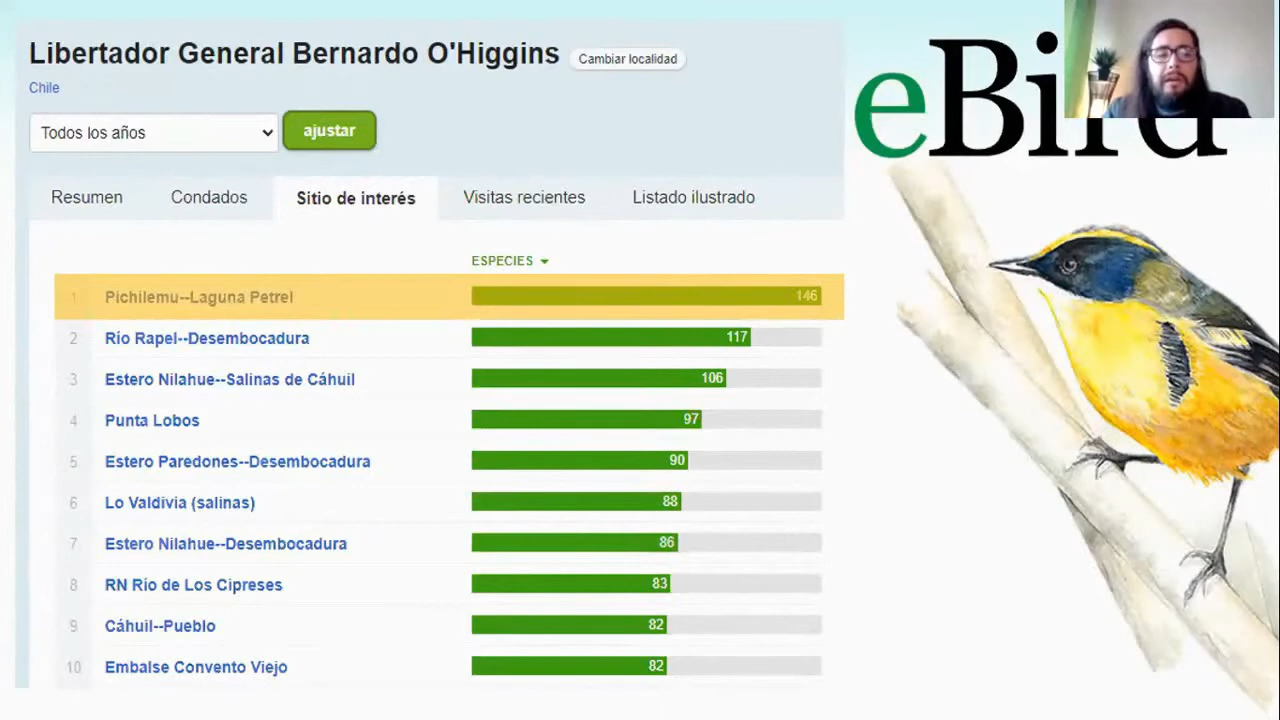 Libertador General Bernardo O'Higgins
Cambiar localidad
Chile
Todos los años
ajustar
Resumen
Condados
Sitio de interés
Visitas recientes
Listado ilustrado
ESPECIES
1 Pichilemu--Laguna Petrel 146
2 Río Rapel--Desembocadura 117
3 Estero Nilahue--Salinas de Cáhuil 106
4 Punta Lobos 97
5 Estero Paredones--Desembocadura 90
6 Lo Valdivia (salinas) 88
7 Estero Nilahue--Desembocadura 86
8 RN Río de Los Cipreses 83
9 Cáhuil--Pueblo 82
10 Embalse Convento Viejo 82
eBird